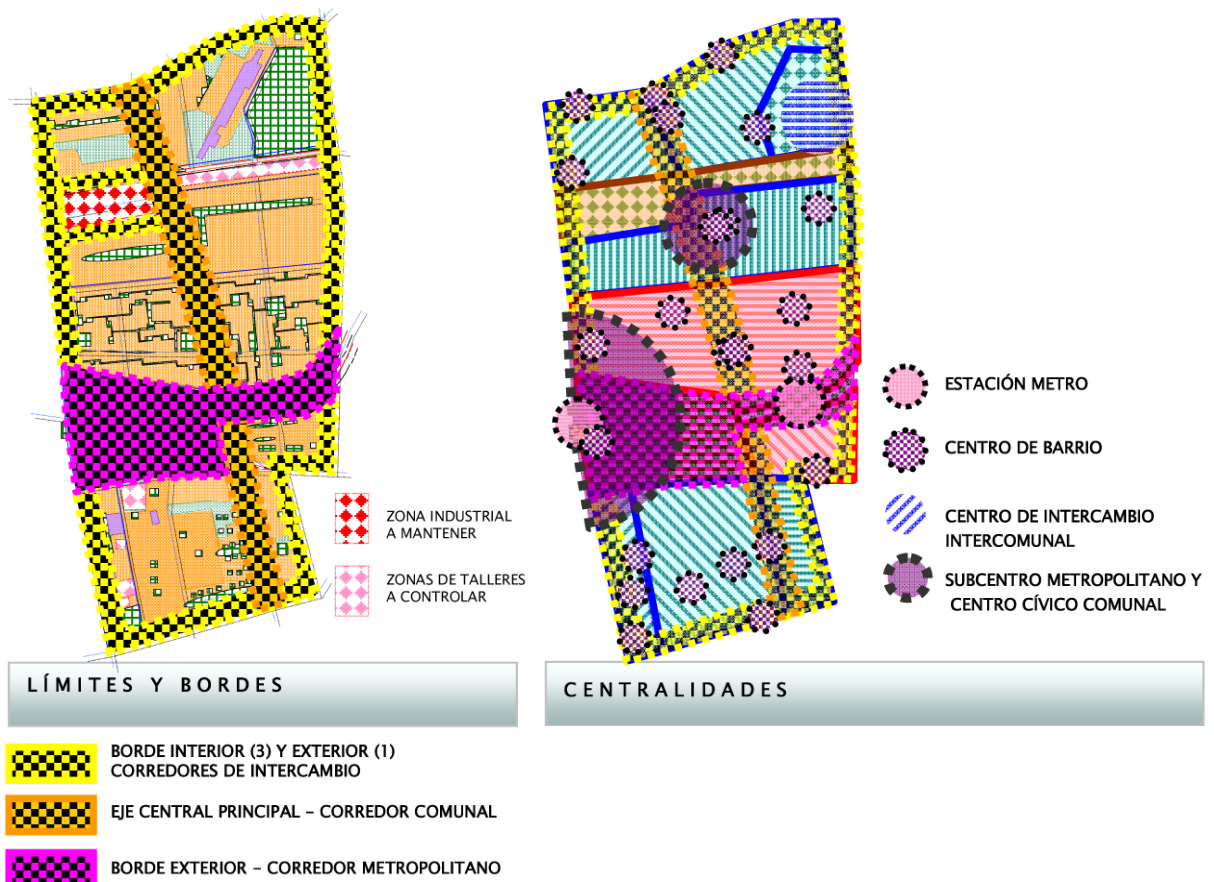 ESTACIÓN METRO
CENTRO DE BARRIO
CENTRO DE INTERCAMBIO
INTERCOMUNAL
SUBCENTRO METROPOLITANO Y
CENTRO CÍVICO COMUNAL
ZONA INDUSTRIAL
A MANTENER
ZONAS DE TALLERES
A CONTROLAR
LÍMITES Y BORDES
CENTRALIDADES
BORDE INTERIOR (3) Y EXTERIOR (1)
CORREDORES DE INTERCAMBIO
EJE CENTRAL PRINCIPAL – CORREDOR COMUNAL
BORDE EXTERIOR – CORREDOR METROPOLITANO